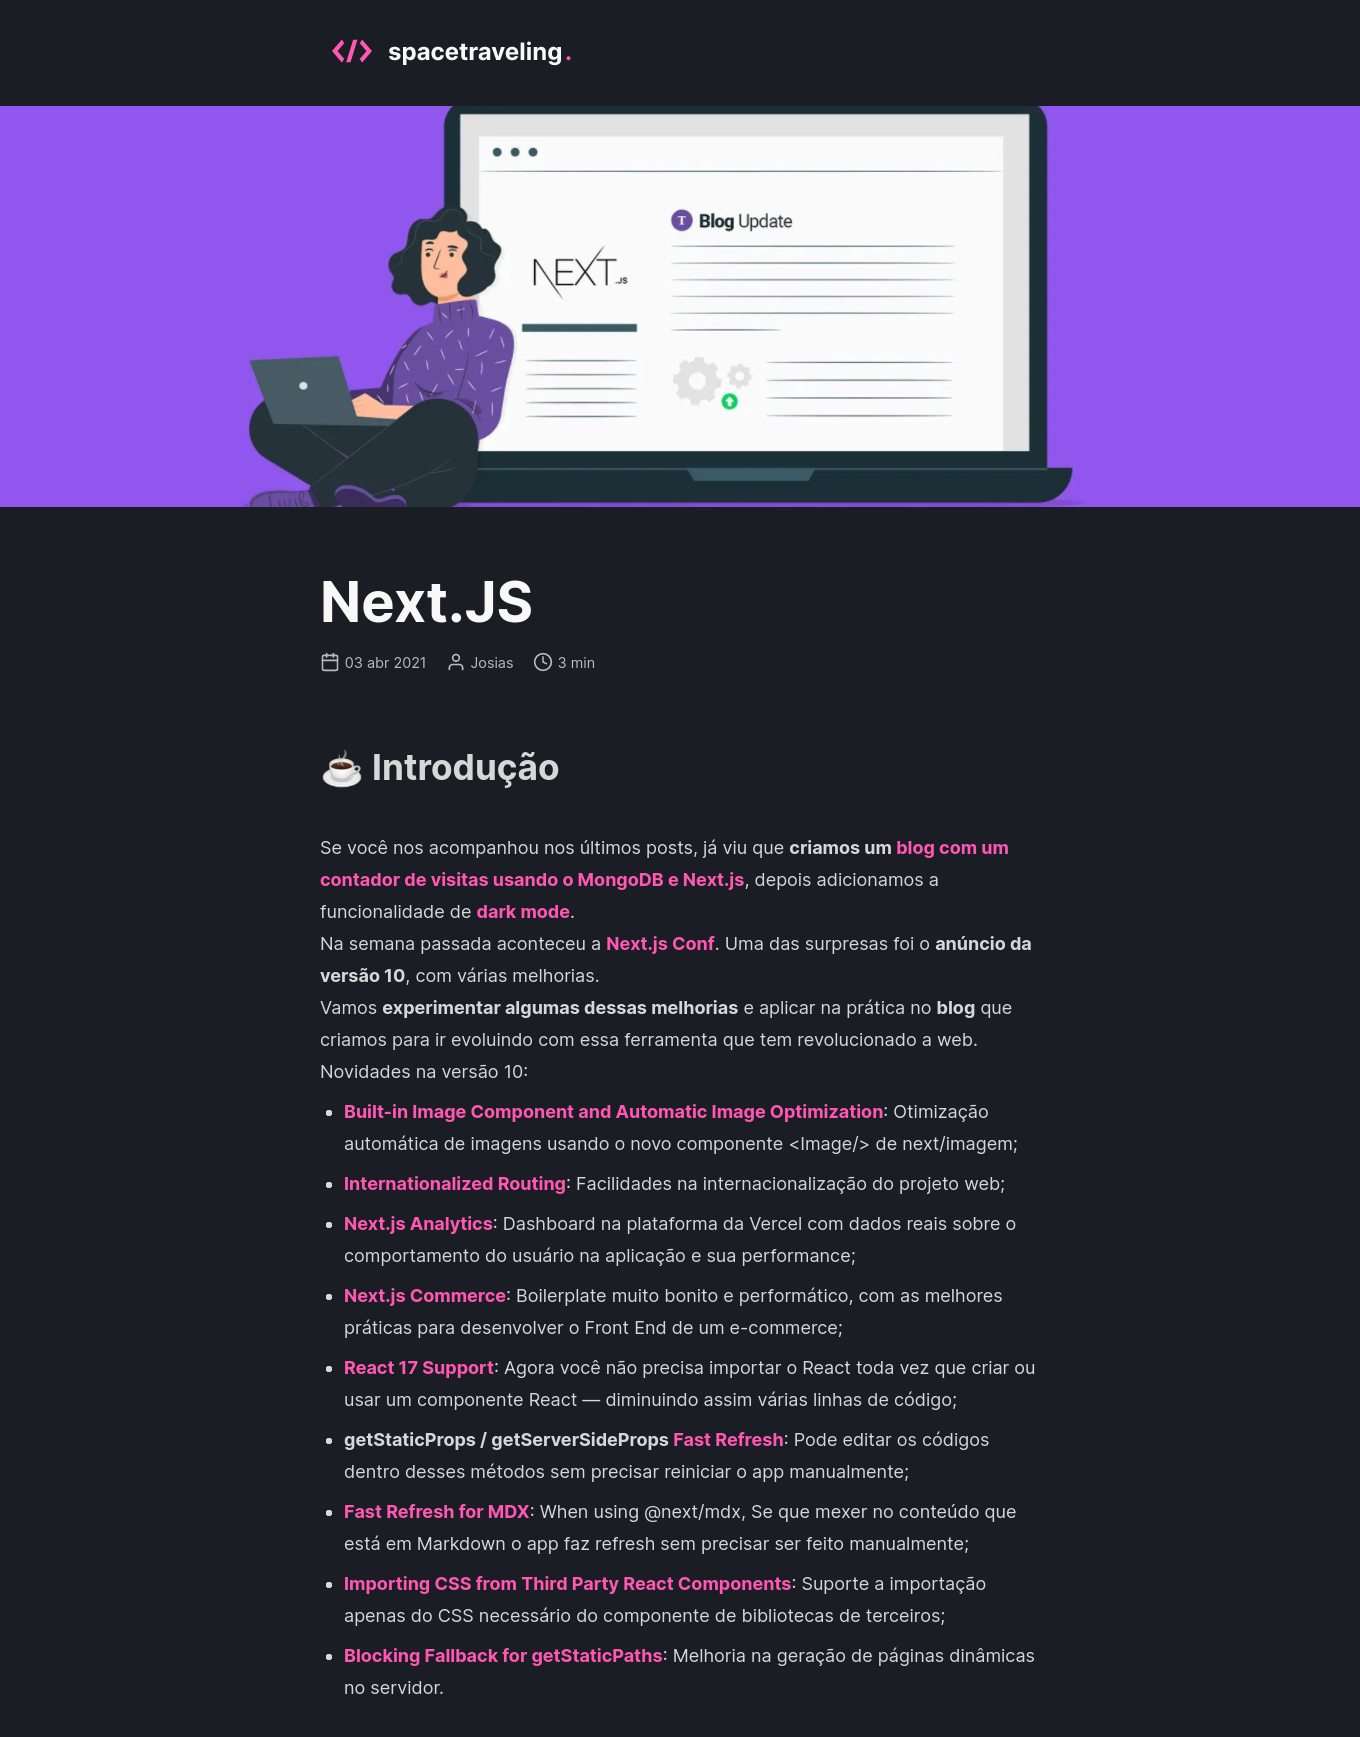 </> spacetraveling.
T Blog Update
NEXT.JS
Next.JS
03 abr 2021 Josias 3 min
☕ Introdução
Se você nos acompanhou nos últimos posts, já viu que criamos um blog com um
contador de visitas usando o MongoDB e Next.js, depois adicionamos a
funcionalidade de dark mode.
Na semana passada aconteceu a Next.js Conf. Uma das surpresas foi o anúncio da
versão 10, com várias melhorias.
Vamos experimentar algumas dessas melhorias e aplicar na prática no blog que
criamos para ir evoluindo com essa ferramenta que tem revolucionado a web.
Novidades na versão 10:
• Built-in Image Component and Automatic Image Optimization: Otimização
automática de imagens usando o novo componente <Image/> de next/imagem;
• Internationalized Routing: Facilidades na internacionalização do projeto web;
• Next.js Analytics: Dashboard na plataforma da Vercel com dados reais sobre o
comportamento do usuário na aplicação e sua performance;
• Next.js Commerce: Boilerplate muito bonito e performático, com as melhores
práticas para desenvolver o Front End de um e-commerce;
• React 17 Support: Agora você não precisa importar o React toda vez que criar ou
usar um componente React — diminuindo assim várias linhas de código;
• getStaticProps / getServerSideProps Fast Refresh: Pode editar os códigos
dentro desses métodos sem precisar reiniciar o app manualmente;
• Fast Refresh for MDX: When using @next/mdx, Se que mexer no conteúdo que
está em Markdown o app faz refresh sem precisar ser feito manualmente;
• Importing CSS from Third Party React Components: Suporte a importação
apenas do CSS necessário do componente de bibliotecas de terceiros;
• Blocking Fallback for getStaticPaths: Melhoria na geração de páginas dinâmicas
no servidor.